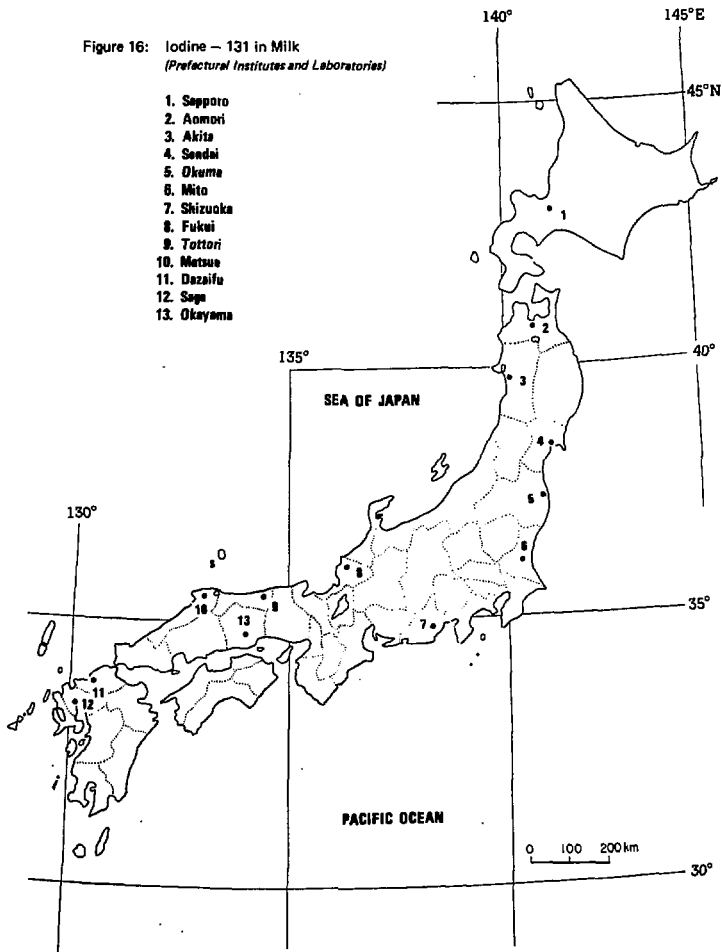 140°
145°E
Figure 16: Iodine – 131 in Milk
(Prefectural Institutes and Laboratories)
45°N
1. Sapporo
2. Aomori
3. Akita
4. Sendai
5. Okuma
6. Mito
7. Shizuoka
8. Fukui
9. Tottori
10. Matsue
11. Dazaifu
12. Saga
13. Okayama
1
2
40°
135°
3
SEA OF JAPAN
4
5
130°
6
8
10
9
13
7
35°
11
12
PACIFIC OCEAN
0 100 200 km
30°